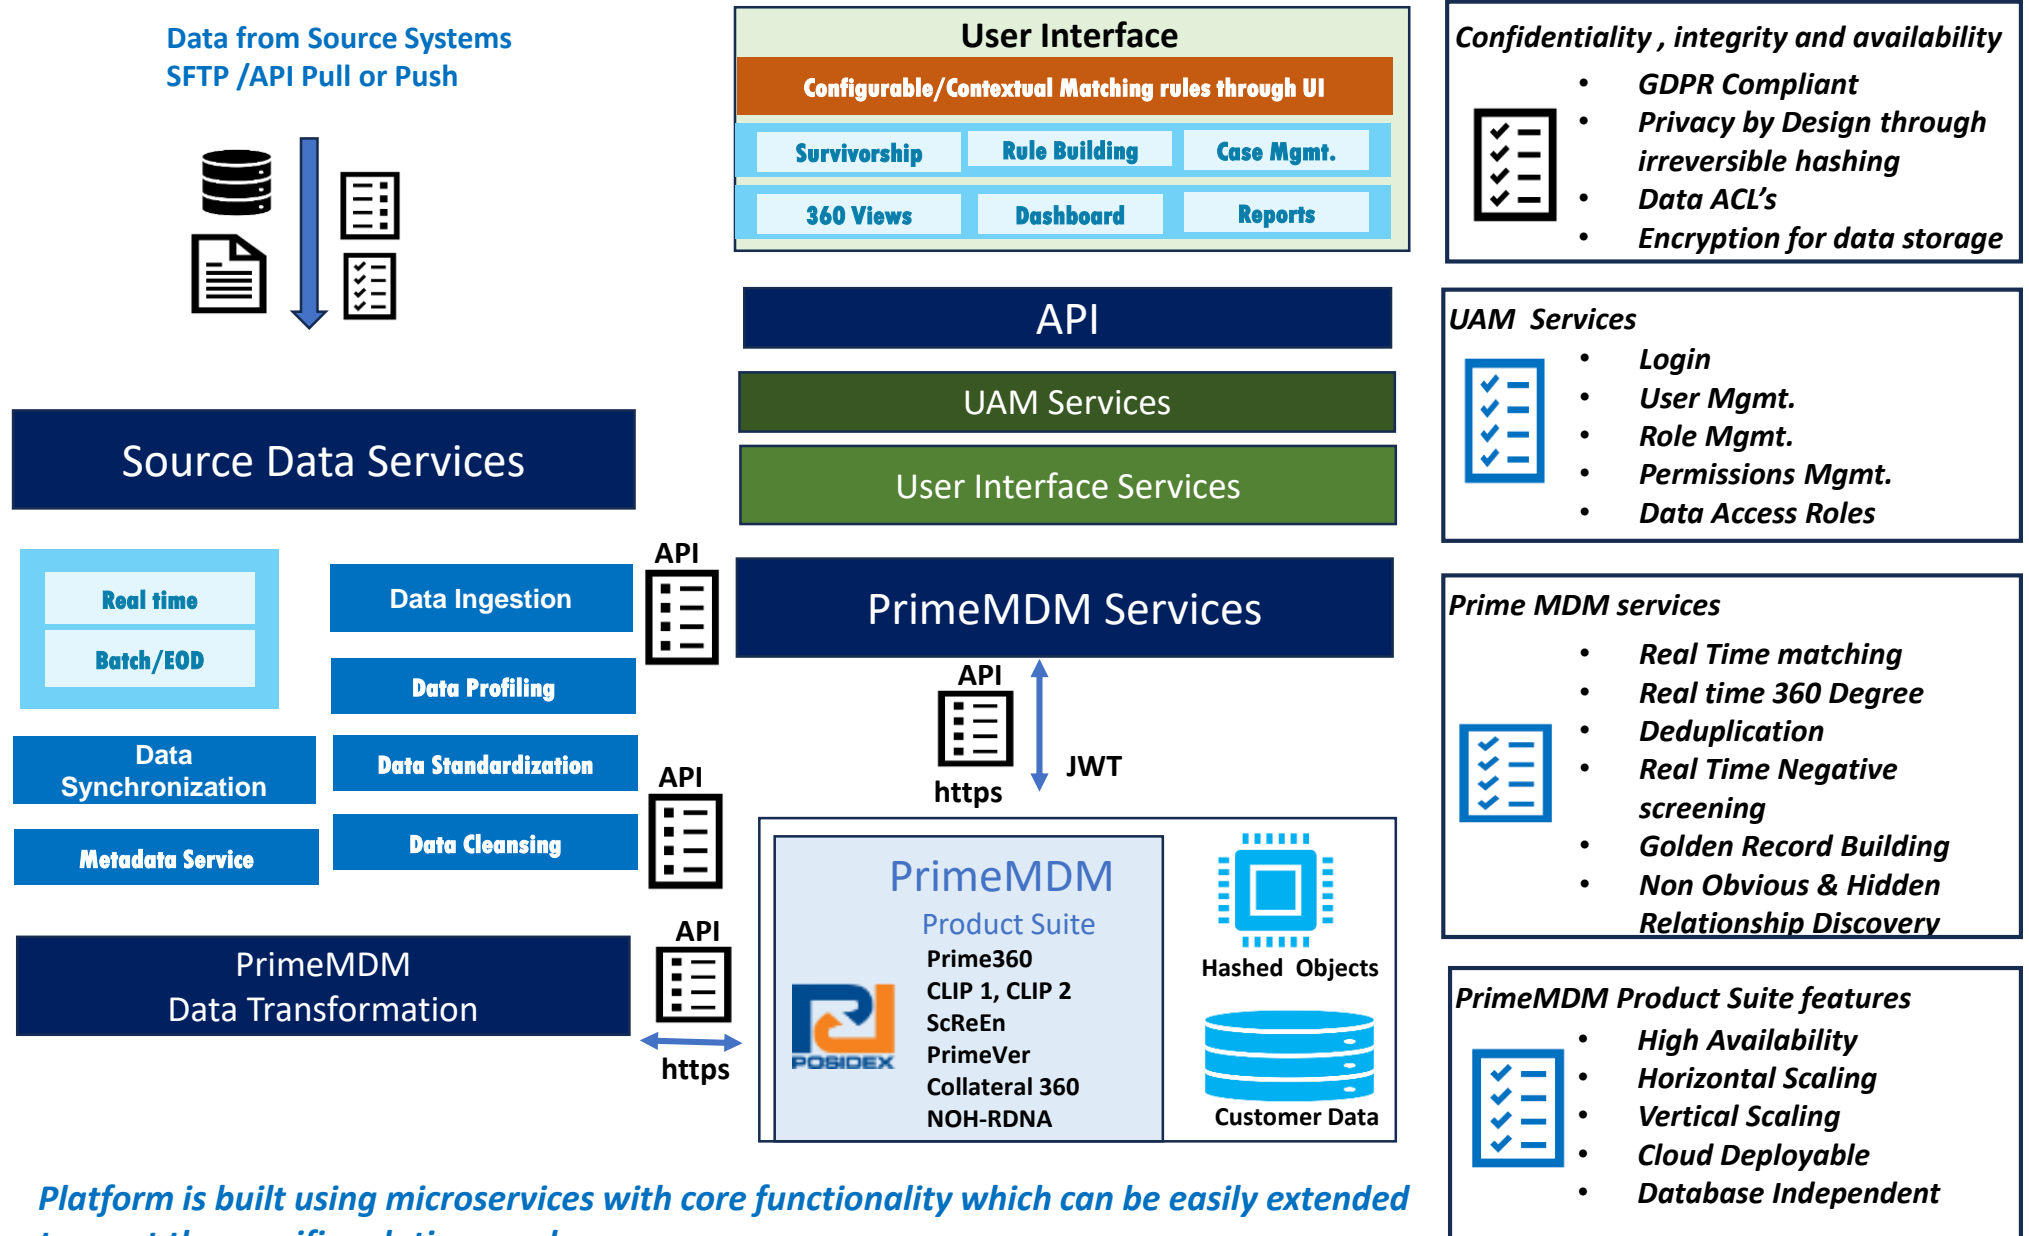 Data from Source Systems
SFTP /API Pull or Push
Source Data Services
Real time
Batch/EOD
Data Ingestion
Data Profiling
Data
Synchronization
Data Standardization
Metadata Service
Data Cleansing
API
API
PrimeMDM
Data Transformation
API
https
User Interface
Configurable/Contextual Matching rules through UI
Survivorship
Rule Building
Case Mgmt.
360 Views
Dashboard
Reports
API
UAM Services
User Interface Services
PrimeMDM Services
API
JWT
https
PrimeMDM
Product Suite
Prime360
CLIP 1, CLIP 2
ScReEn
PrimeVer
Collateral 360
NOH-RDNA
POSIDEX
Hashed Objects
Customer Data
Confidentiality , integrity and availability
• GDPR Compliant
• Privacy by Design through
irreversible hashing
• Data ACL’s
• Encryption for data storage
UAM Services
• Login
• User Mgmt.
• Role Mgmt.
• Permissions Mgmt.
• Data Access Roles
Prime MDM services
• Real Time matching
• Real time 360 Degree
• Deduplication
• Real Time Negative
screening
• Golden Record Building
• Non Obvious & Hidden
Relationship Discovery
PrimeMDM Product Suite features
• High Availability
• Horizontal Scaling
• Vertical Scaling
• Cloud Deployable
• Database Independent
Platform is built using microservices with core functionality which can be easily extended